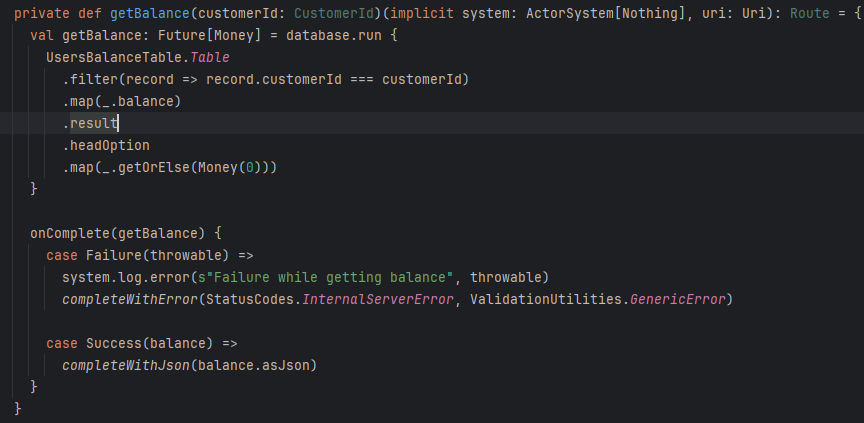 private def getBalance(customerId: CustomerId)(implicit system: ActorSystem[Nothing], uri: Uri): Route = {
  val getBalance: Future[Money] = database.run {
    UsersBalanceTable.Table
      .filter(record => record.customerId === customerId)
      .map(_.balance)
      .result
      .headOption
      .map(_.getOrElse(Money(0)))
  }

  onComplete(getBalance) {
    case Failure(throwable) =>
      system.log.error(s"Failure while getting balance", throwable)
      completeWithError(StatusCodes.InternalServerError, ValidationUtilities.GenericError)

    case Success(balance) =>
      completeWithJson(balance.asJson)
  }
}